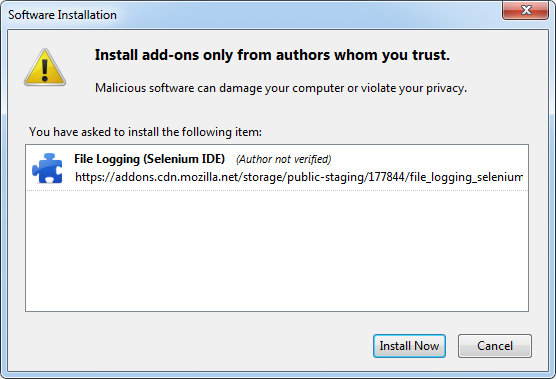 Software Installation
Install add-ons only from authors whom you trust.
Malicious software can damage your computer or violate your privacy.
You have asked to install the following item:
File Logging (Selenium IDE) (Author not verified)
https://addons.cdn.mozilla.net/storage/public-staging/177844/file_logging_selenium
Install Now
Cancel